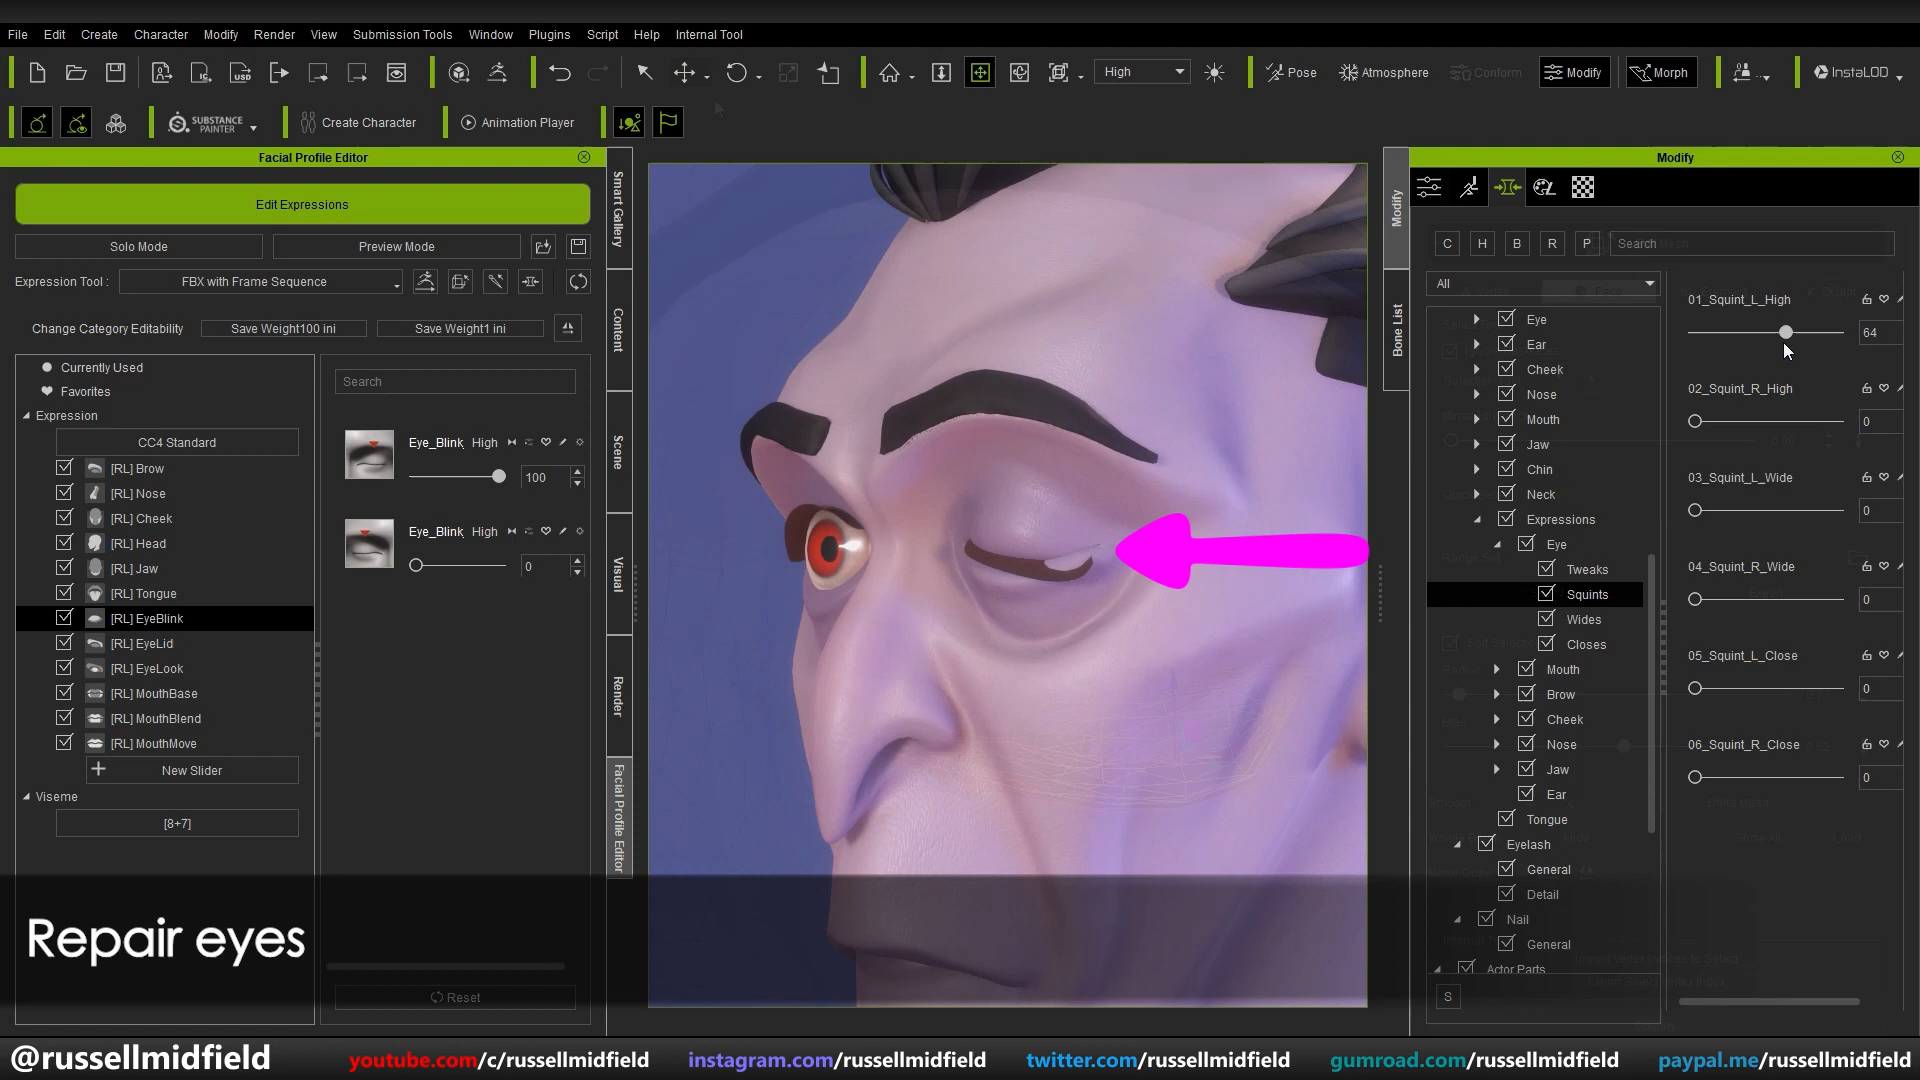 File Edit Create Character Modify Render View Submission Tools Window Plugins Script Help Internal Tool
High Pose Atmosphere Conform Modify Morph InstaLOD
SUBSTANCE PAINTER Create Character Animation Player
Facial Profile Editor
Edit Expressions
Solo Mode Preview Mode
Expression Tool : FBX with Frame Sequence
Change Category Editability Save Weight100 ini Save Weight1 ini
Currently Used
Favorites
Expression
CC4 Standard
[RL] Brow
[RL] Nose
[RL] Cheek
[RL] Head
[RL] Jaw
[RL] Tongue
[RL] EyeBlink
[RL] EyeLid
[RL] EyeLook
[RL] MouthBase
[RL] MouthBlend
[RL] MouthMove
New Slider
Viseme
[8+7]
Search
Eye_Blink High
100
Eye_Blink High
0
Reset
Smart Gallery
Content
Scene
Visual
Render
Facial Profile Editor
Modify
Bone List
Modify
C H B R P Search
All
Eye
Ear
Cheek
Nose
Mouth
Jaw
Chin
Neck
Expressions
Eye
Tweaks
Squints
Wides
Closes
Mouth
Brow
Cheek
Nose
Jaw
Ear
Tongue
Eyelash
General
Detail
Nail
General
Actor Parts
S
01_Squint_L_High
64
02_Squint_R_High
0
03_Squint_L_Wide
0
04_Squint_R_Wide
0
05_Squint_L_Close
0
06_Squint_R_Close
0
Repair eyes
@russellmidfield youtube.com/c/russellmidfield instagram.com/russellmidfield twitter.com/russellmidfield gumroad.com/russellmidfield paypal.me/russellmidfield